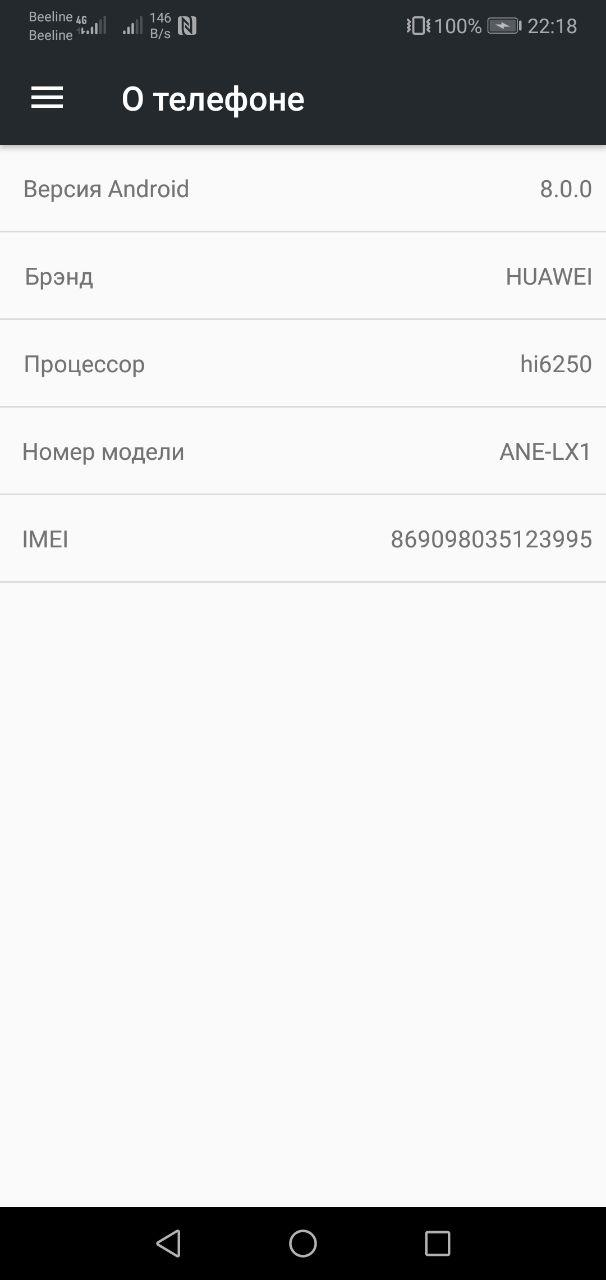 Beeline 4G 146 100% 22:18
Beeline B/s
О телефоне
Версия Android 8.0.0
Брэнд HUAWEI
Процессор hi6250
Номер модели ANE-LX1
IMEI 869098035123995